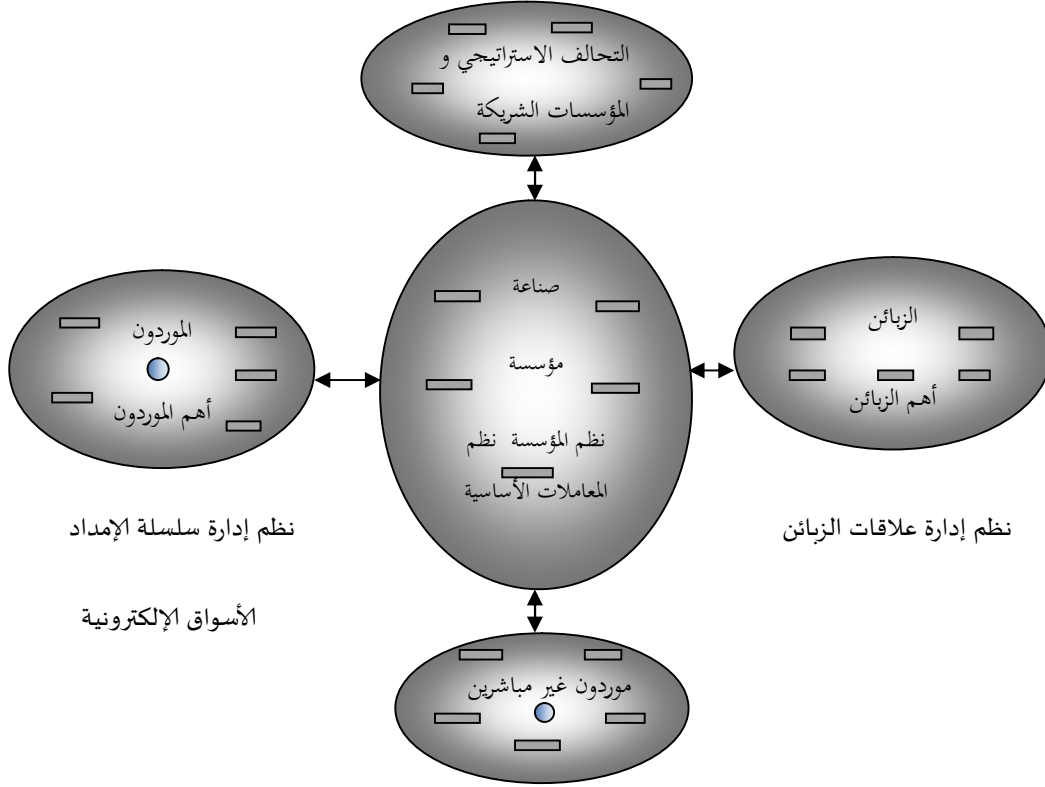 التحالف الاستراتيجي و
المؤسسات الشريكة
صناعة
مؤسسة
نظم المؤسسة نظم
المعاملات الأساسية
الزبائن
أهم الزبائن
نظم إدارة علاقات الزبائن
الموردون
أهم الموردون
نظم إدارة سلسلة الإمداد
الأسواق الإلكترونية
موردون غير مباشرين